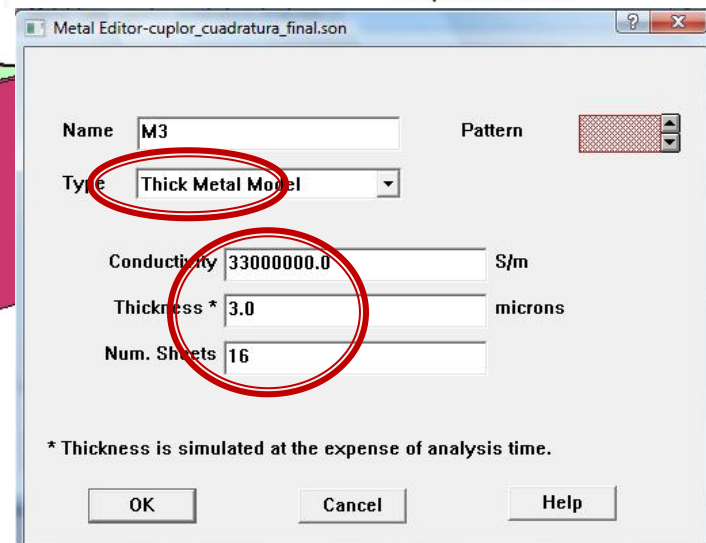 Metal Editor-cuplor_cuadratura_final.son
Name M3 Pattern
Type Thick Metal Model
Conductivity 33000000.0 S/m
Thickness * 3.0 microns
Num. Sheets 16
* Thickness is simulated at the expense of analysis time.
OK Cancel Help